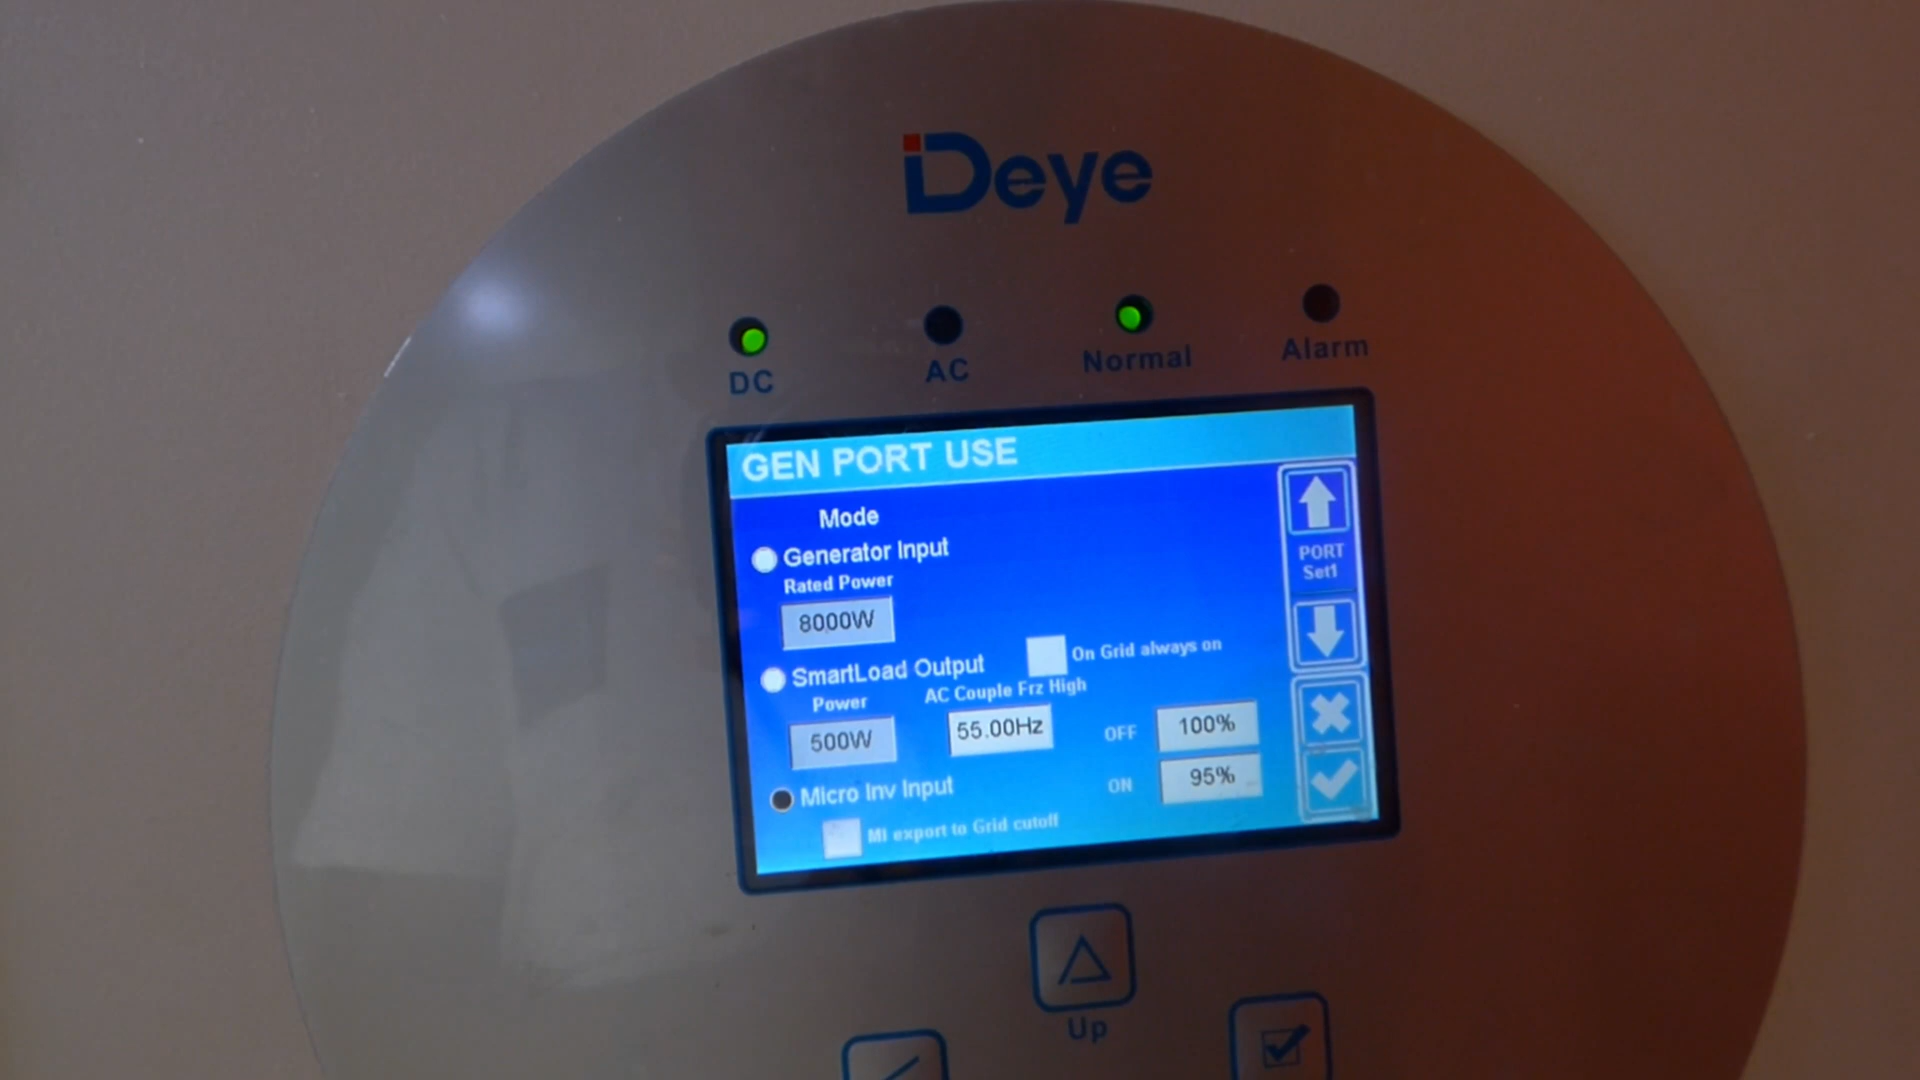 Deye
DC AC Normal Alarm
GEN PORT USE
Mode
Generator Input
Rated Power
8000W
PORT
Set1
SmartLoad Output
On Grid always on
Power
AC Couple Frz High
500W
55.00Hz
OFF 100%
Micro Inv Input
ON 95%
MI export to Grid cutoff
Up